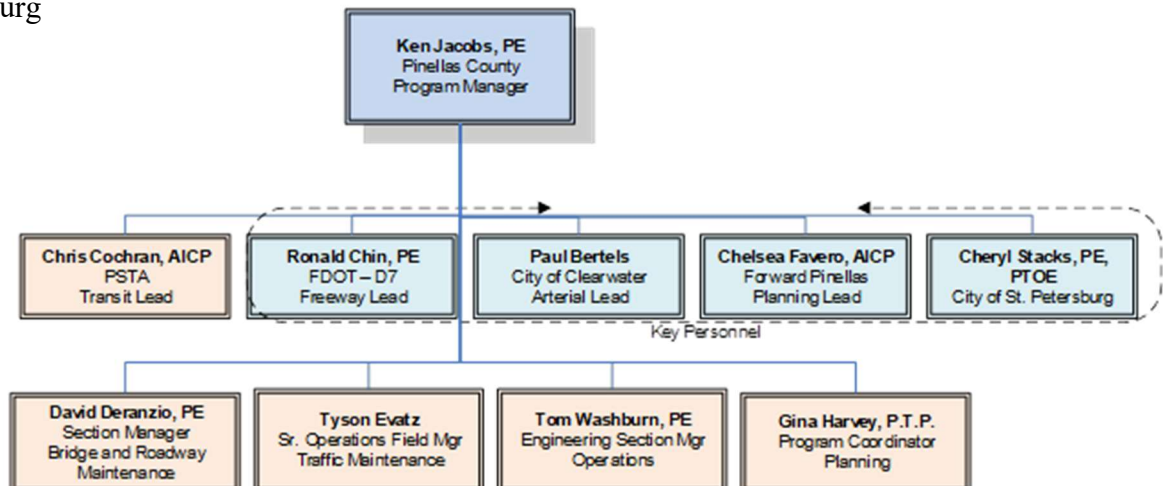 urg
Ken Jacobs, PE
Pinellas County
Program Manager
Chris Cochran, AICP
PSTA
Transit Lead
Ronald Chin, PE
FDOT – D7
Freeway Lead
Paul Bertels
City of Clearwater
Arterial Lead
Chelsea Favero, AICP
Forward Pinellas
Planning Lead
Cheryl Stacks, PE,
PTOE
City of St. Petersburg
Key Personnel
David Deranzio, PE
Section Manager
Bridge and Roadway
Maintenance
Tyson Evatz
Sr. Operations Field Mgr
Traffic Maintenance
Tom Washburn, PE
Engineering Section Mgr
Operations
Gina Harvey, P.T.P.
Program Coordinator
Planning